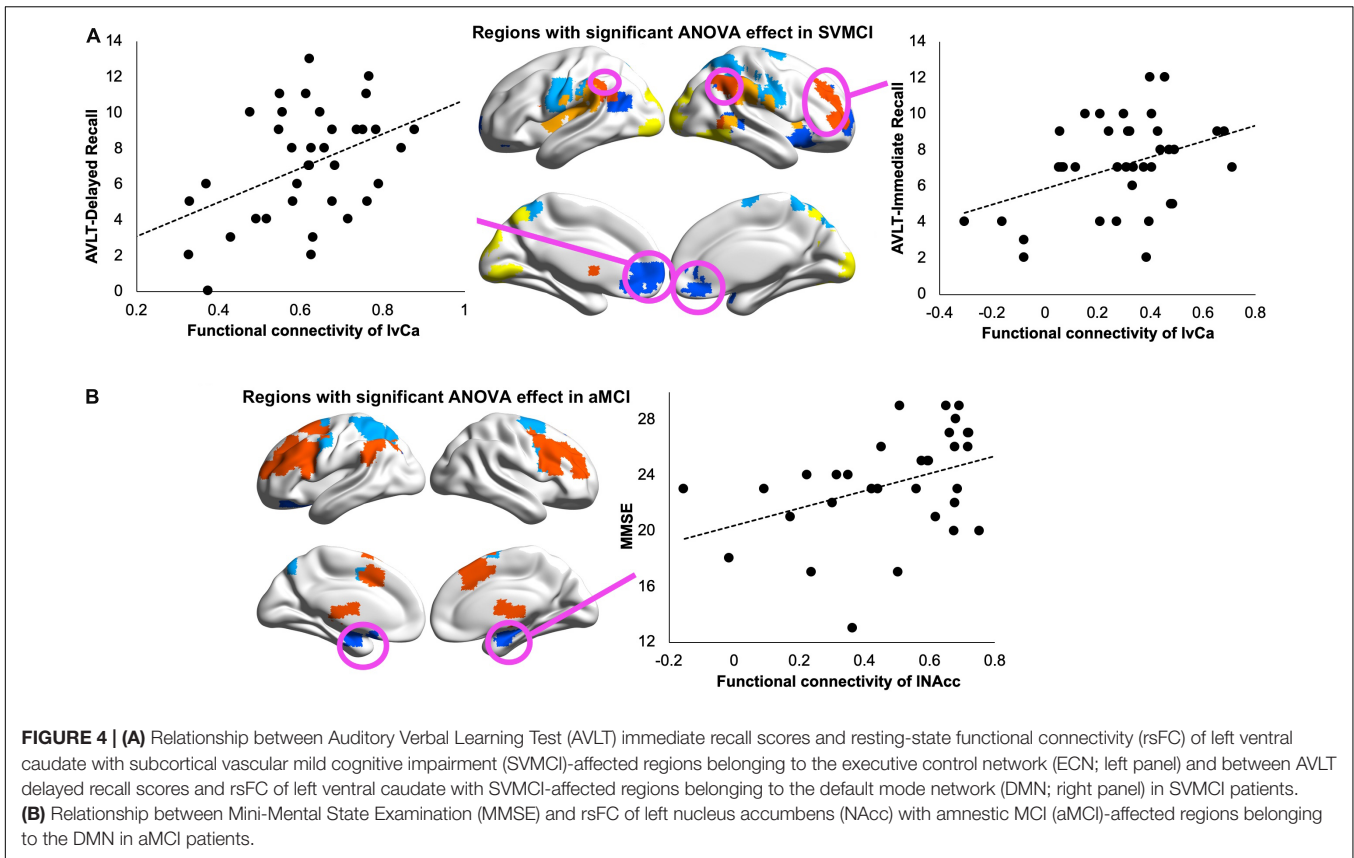 A
Regions with significant ANOVA effect in SVMCI
AVLT-Delayed Recall
14
12
10
8
6
4
2
0
0.2
0.4
0.6
0.8
1
Functional connectivity of lvCa
AVLT-Immediate Recall
14
12
10
8
6
4
2
0
-0.4
-0.2
0
0.2
0.4
0.6
0.8
Functional connectivity of lvCa
B
Regions with significant ANOVA effect in aMCI
MMSE
28
24
20
16
12
-0.2
0
0.2
0.4
0.6
0.8
Functional connectivity of lNAcc
FIGURE 4 | (A) Relationship between Auditory Verbal Learning Test (AVLT) immediate recall scores and resting-state functional connectivity (rsFC) of left ventral
caudate with subcortical vascular mild cognitive impairment (SVMCI)-affected regions belonging to the executive control network (ECN; left panel) and between AVLT
delayed recall scores and rsFC of left ventral caudate with SVMCI-affected regions belonging to the default mode network (DMN; right panel) in SVMCI patients.
(B) Relationship between Mini-Mental State Examination (MMSE) and rsFC of left nucleus accumbens (NAcc) with amnestic MCI (aMCI)-affected regions belonging
to the DMN in aMCI patients.